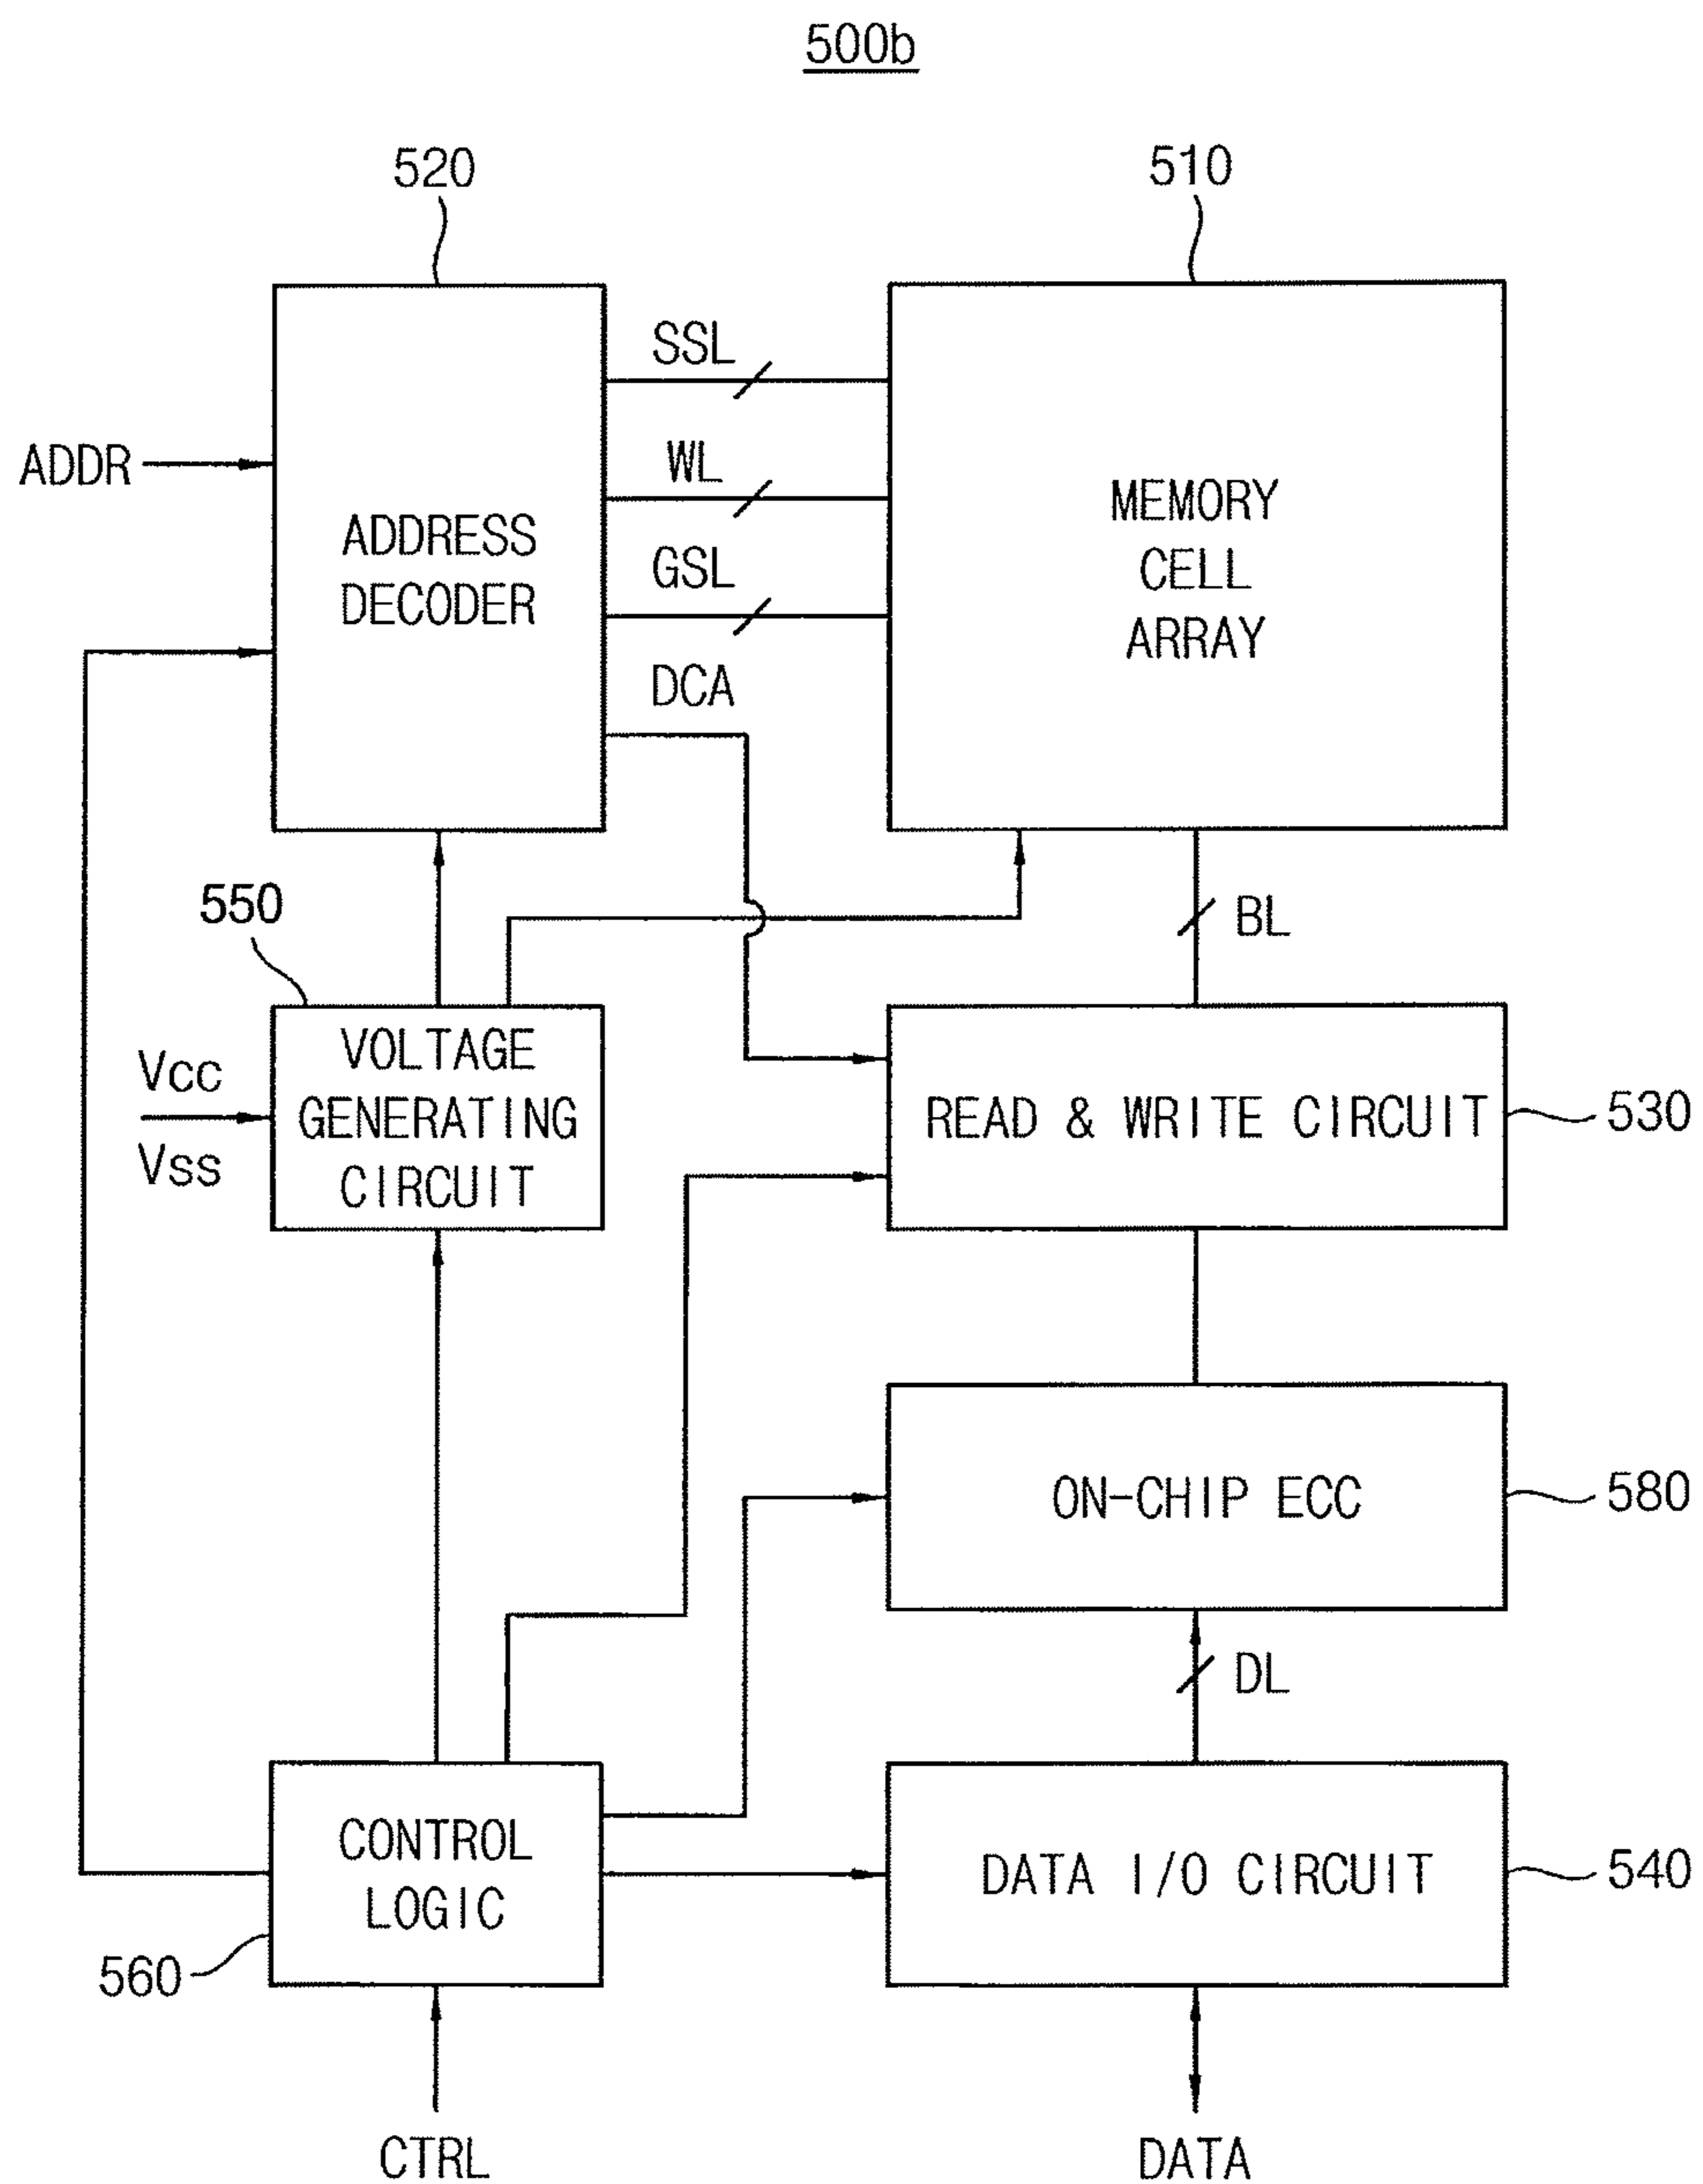 500b
520
510
SSL
ADDR
WL
ADDRESS
DECODER
GSL
DCA
MEMORY
CELL
ARRAY
550
BL
Vcc
Vss
VOLTAGE
GENERATING
CIRCUIT
READ & WRITE CIRCUIT
530
ON-CHIP ECC
580
DL
CONTROL
LOGIC
560
DATA I/O CIRCUIT
540
CTRL
DATA